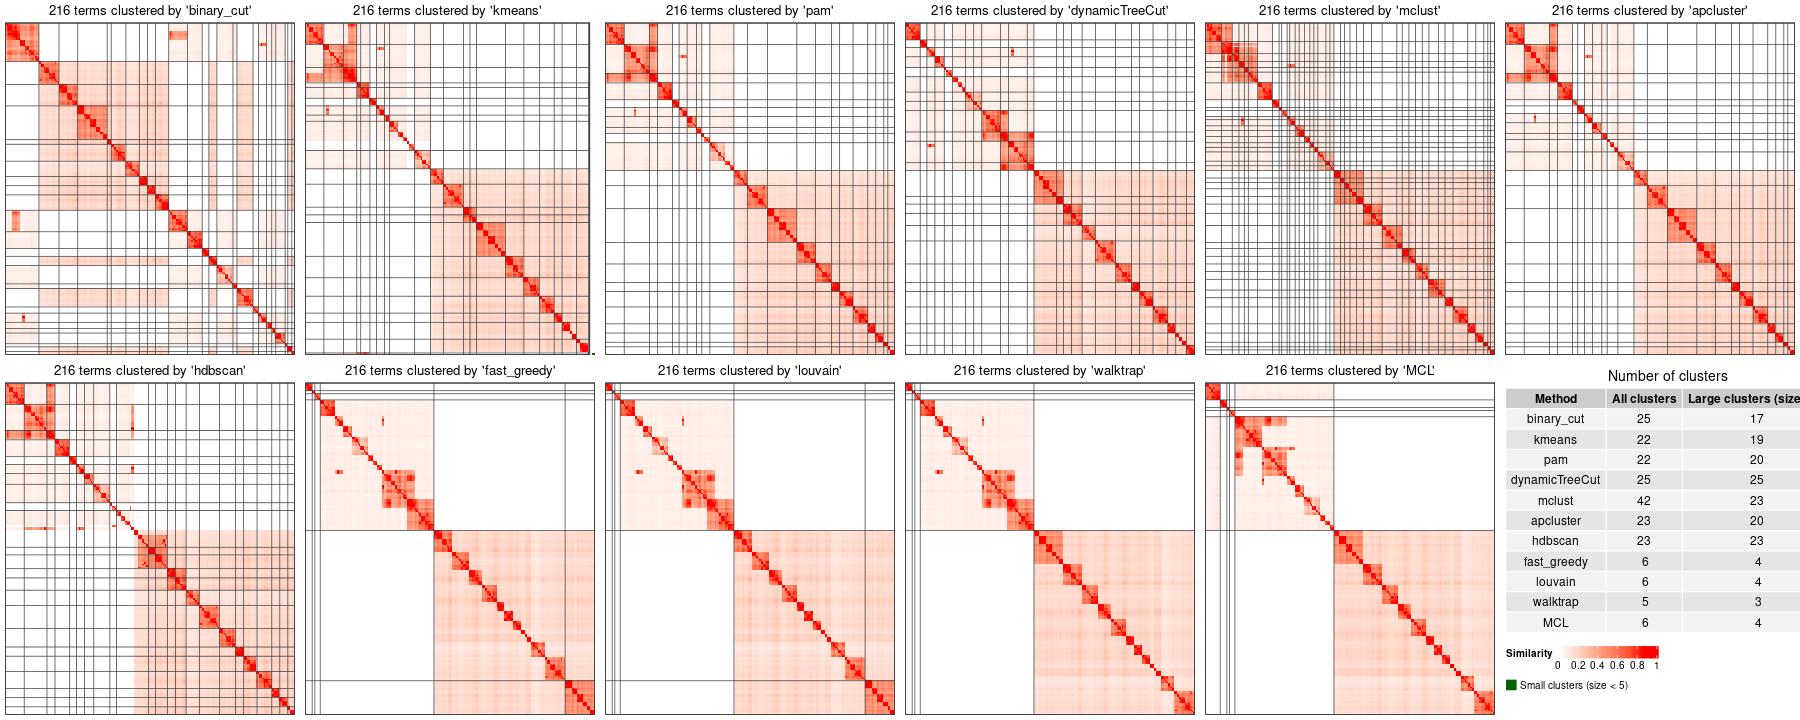 216 terms clustered by 'binary_cut'
216 terms clustered by 'kmeans'
216 terms clustered by 'pam'
216 terms clustered by 'dynamicTreeCut'
216 terms clustered by 'mclust'
216 terms clustered by 'apcluster'
216 terms clustered by 'hdbscan'
216 terms clustered by 'fast_greedy'
216 terms clustered by 'louvain'
216 terms clustered by 'walktrap'
216 terms clustered by 'MCL'
Number of clusters
Method All clusters Large clusters (size
binary_cut 25 17
kmeans 22 19
pam 22 20
dynamicTreeCut 25 25
mclust 42 23
apcluster 23 20
hdbscan 23 23
fast_greedy 6 4
louvain 6 4
walktrap 5 3
MCL 6 4
Similarity
0 0.2 0.4 0.6 0.8 1
Small clusters (size < 5)